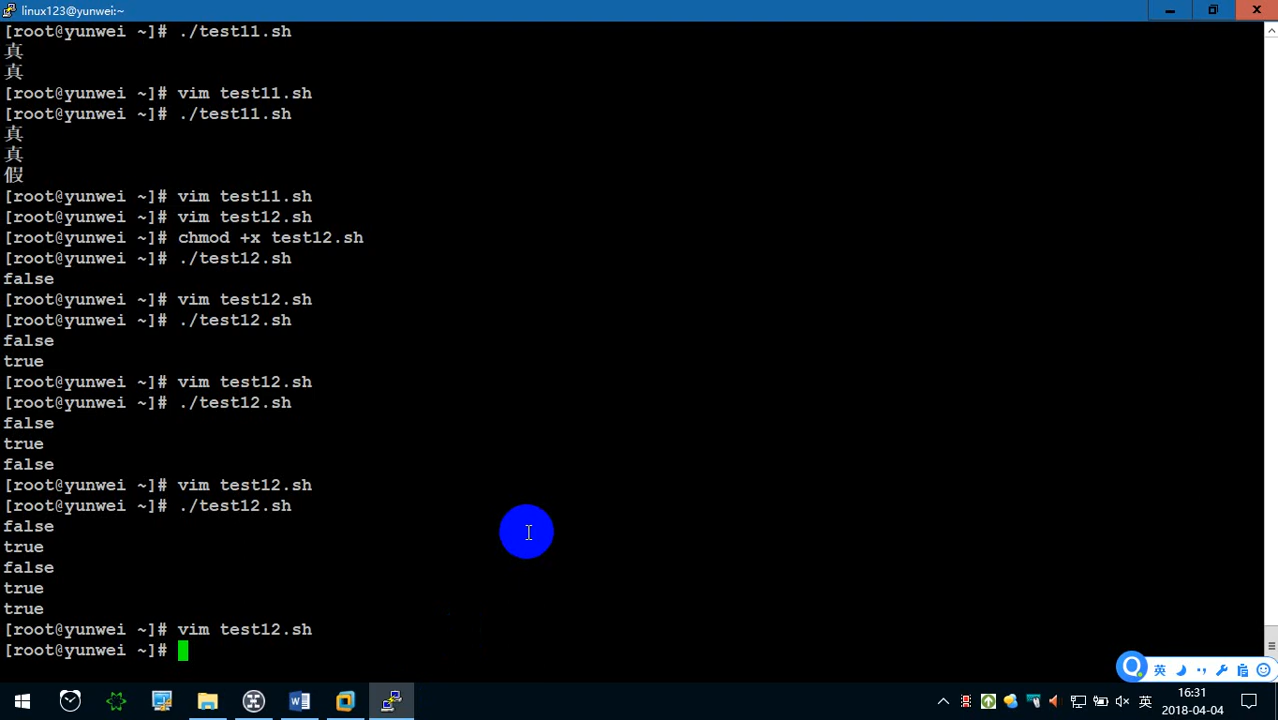 linux123@yunwei:~
[root@yunwei ~]# ./test11.sh
真
真
[root@yunwei ~]# vim test11.sh
[root@yunwei ~]# ./test11.sh
真
真
假
[root@yunwei ~]# vim test11.sh
[root@yunwei ~]# vim test12.sh
[root@yunwei ~]# chmod +x test12.sh
[root@yunwei ~]# ./test12.sh
false
[root@yunwei ~]# vim test12.sh
[root@yunwei ~]# ./test12.sh
false
true
[root@yunwei ~]# vim test12.sh
[root@yunwei ~]# ./test12.sh
false
true
false
[root@yunwei ~]# vim test12.sh
[root@yunwei ~]# ./test12.sh
false
true
false
true
true
[root@yunwei ~]# vim test12.sh
[root@yunwei ~]#
英
英
16:31
2018-04-04